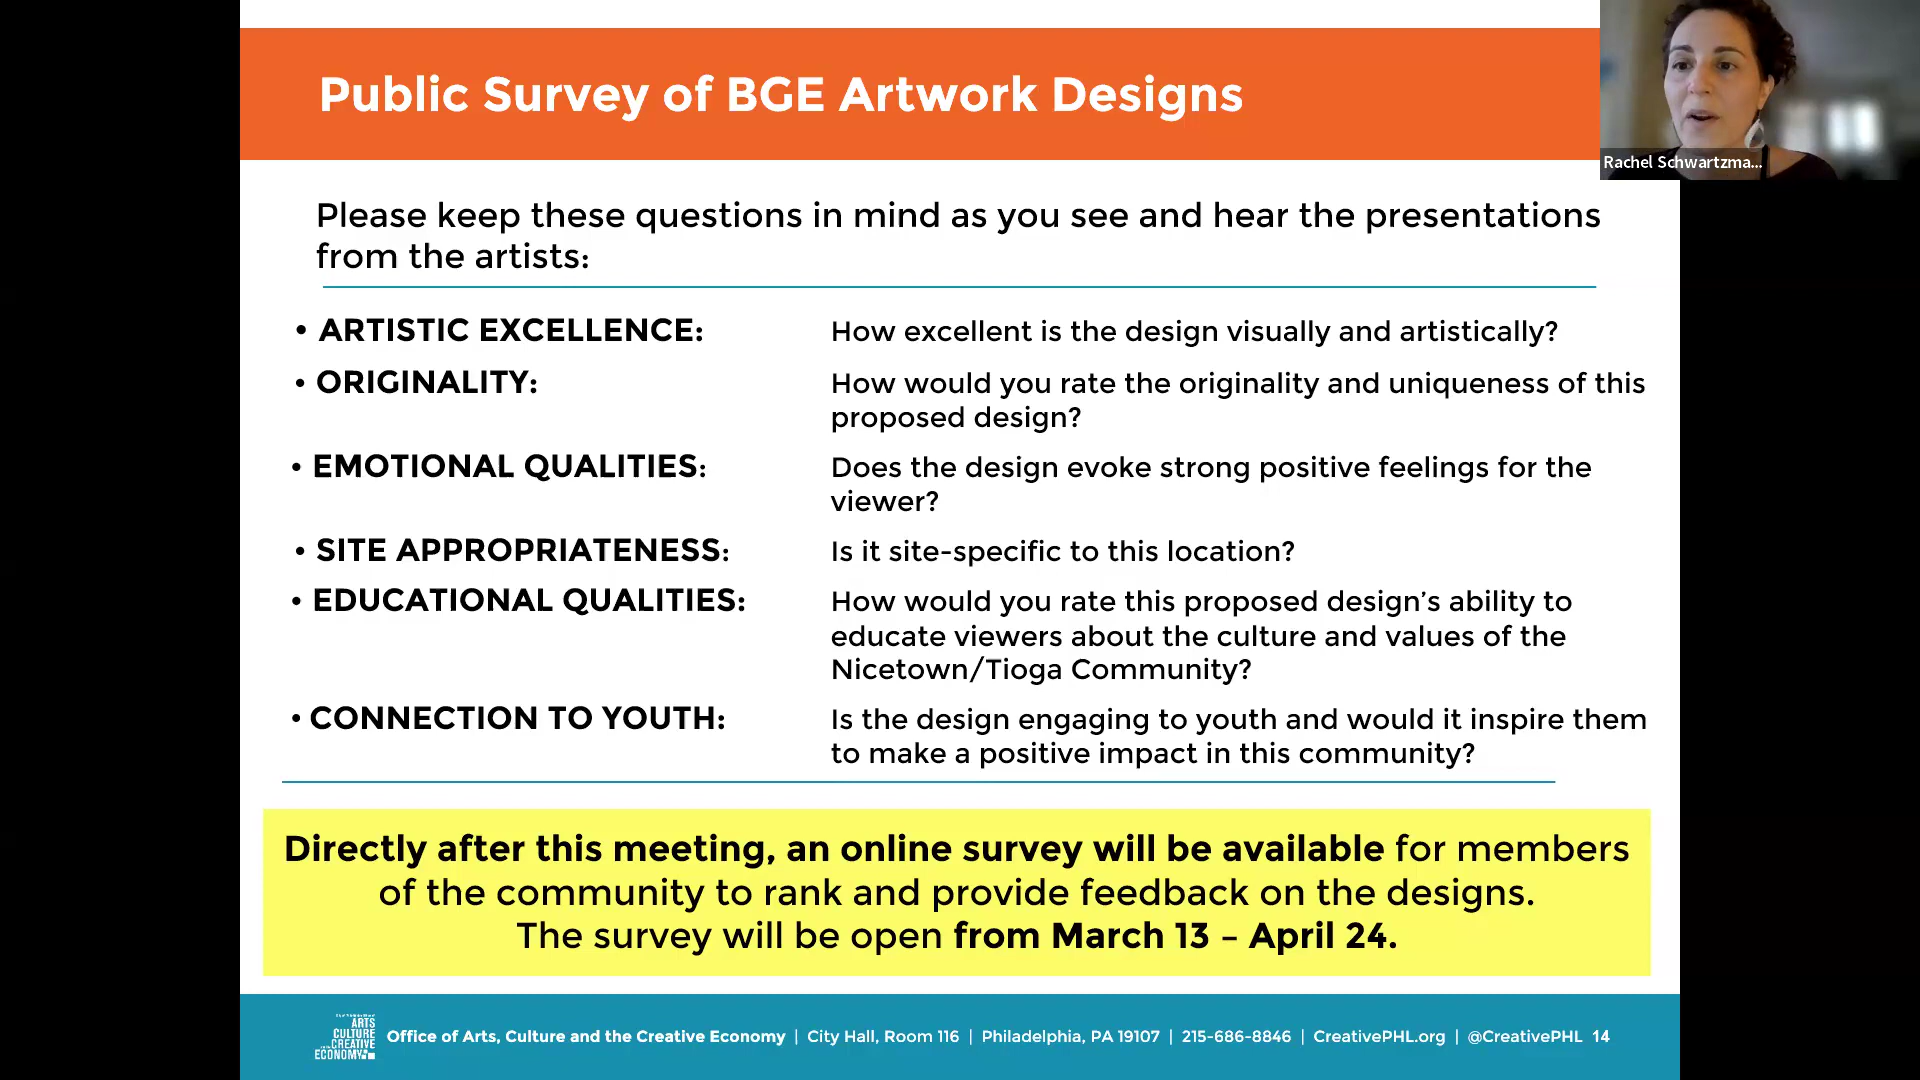 Public Survey of BGE Artwork Designs
Rachel Schwartzma...
Please keep these questions in mind as you see and hear the presentations
from the artists:
• ARTISTIC EXCELLENCE: How excellent is the design visually and artistically?
• ORIGINALITY: How would you rate the originality and uniqueness of this
proposed design?
• EMOTIONAL QUALITIES: Does the design evoke strong positive feelings for the
viewer?
• SITE APPROPRIATENESS: Is it site-specific to this location?
• EDUCATIONAL QUALITIES: How would you rate this proposed design's ability to
educate viewers about the culture and values of the
Nicetown/Tioga Community?
• CONNECTION TO YOUTH: Is the design engaging to youth and would it inspire them
to make a positive impact in this community?
Directly after this meeting, an online survey will be available for members
of the community to rank and provide feedback on the designs.
The survey will be open from March 13 – April 24.
ARTS
CULTURE
CREATIVE
ECONOMY
Office of Arts, Culture and the Creative Economy | City Hall, Room 116 | Philadelphia, PA 19107 | 215-686-8846 | CreativePHL.org | @CreativePHL 14